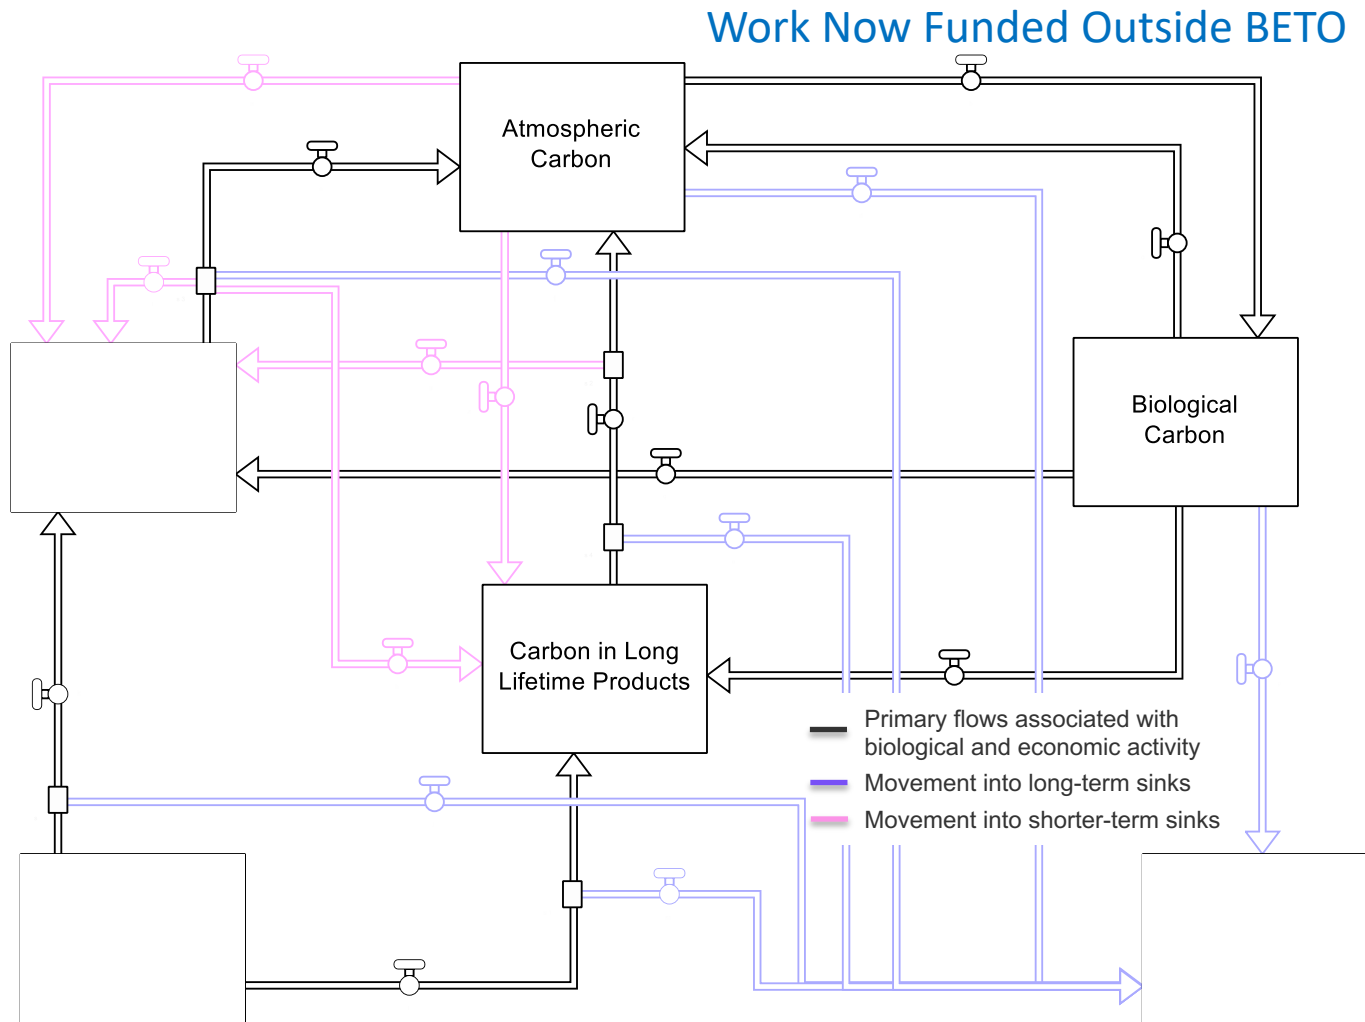 Work Now Funded Outside BETO
Atmospheric
Carbon
Biological
Carbon
Carbon in Long
Lifetime Products
Primary flows associated with
biological and economic activity
Movement into long-term sinks
Movement into shorter-term sinks